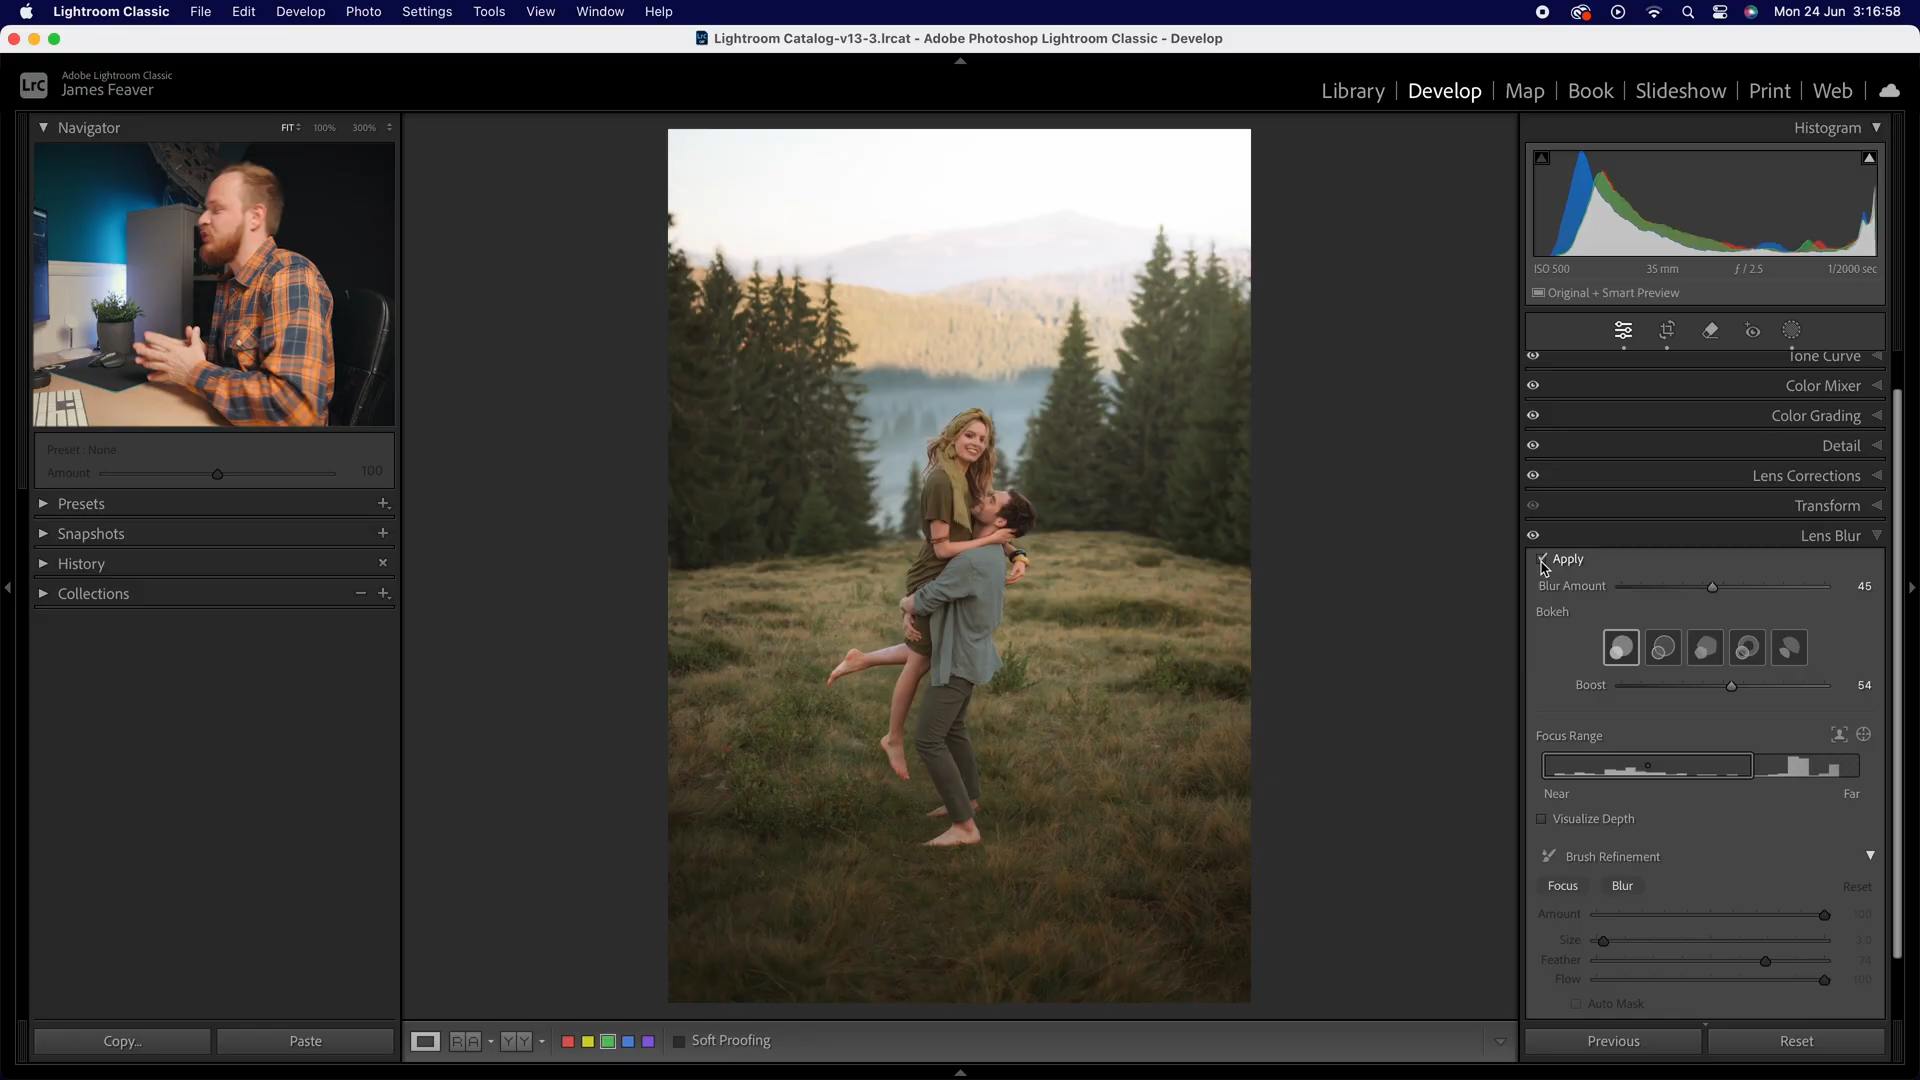 Lightroom Classic File Edit Develop Photo Settings Tools View Window Help Mon 24 Jun 3:16:58
Lightroom Catalog-v13-3.lrcat - Adobe Photoshop Lightroom Classic - Develop
LrC Adobe Lightroom Classic
James Feaver
Library Develop Map Book Slideshow Print Web
Navigator FIT 100% 300%
Preset : None
Amount 100
Presets
Snapshots
History
Collections
Copy... Paste
R A Y Y Soft Proofing
Histogram
ISO 500 35 mm ƒ / 2.5 1/2000 sec
Original + Smart Preview
Tone Curve
Color Mixer
Color Grading
Detail
Lens Corrections
Transform
Lens Blur
Apply
Blur Amount 45
Bokeh
Boost 54
Focus Range
Near Far
Visualize Depth
Brush Refinement
Focus Blur Reset
Amount 100
Size 3.0
Feather 74
Flow 100
Auto Mask
Previous Reset